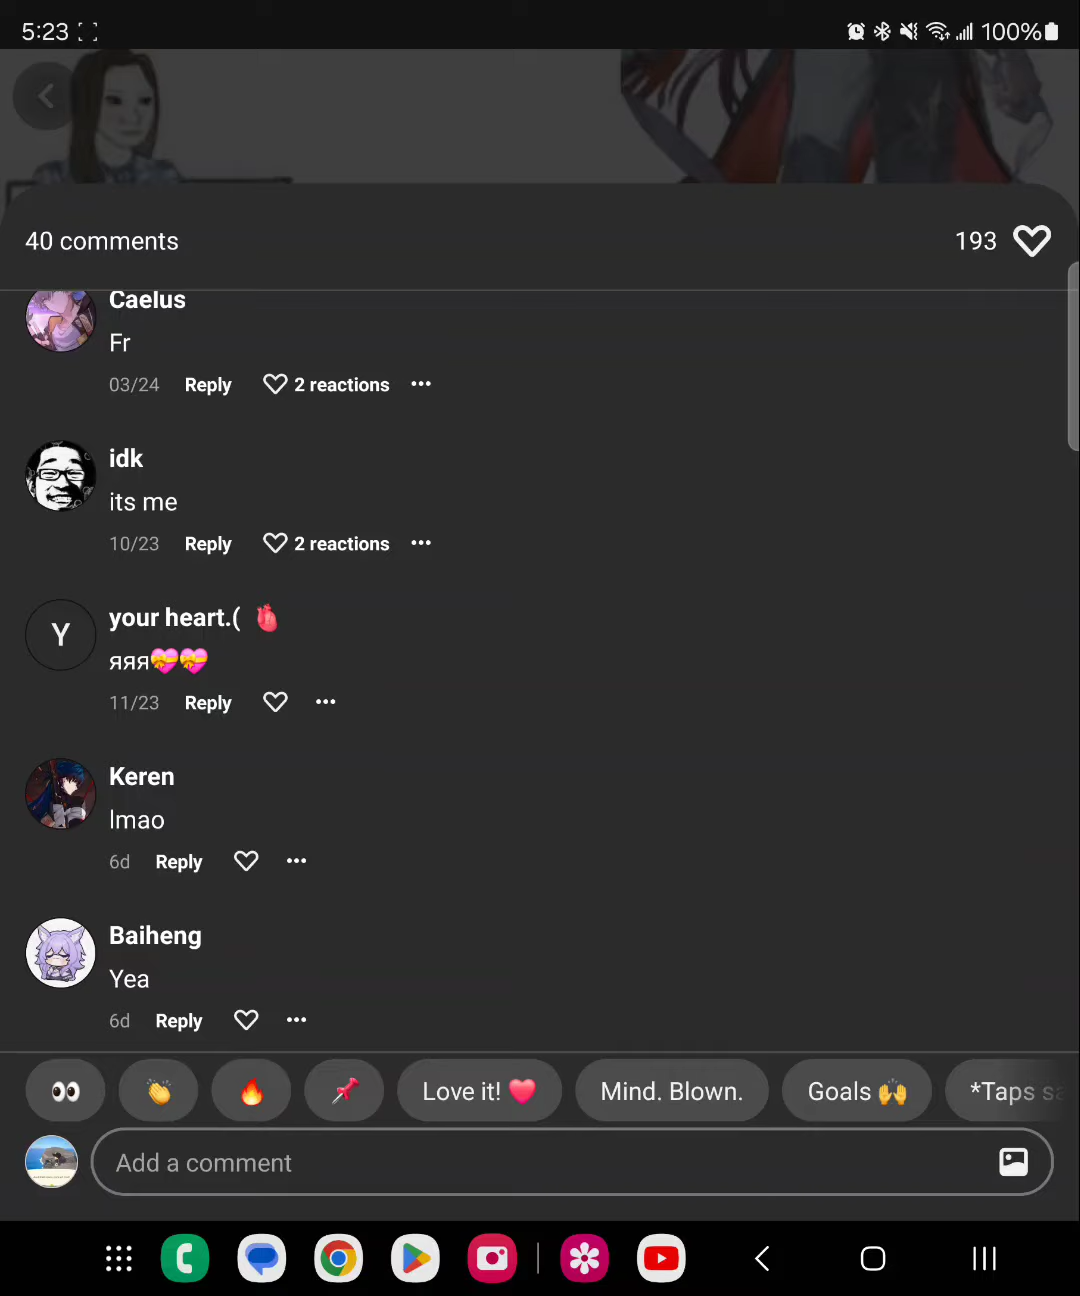 5:23
100%
40 comments
193
Caelus
Fr
03/24 Reply 2 reactions
idk
its me
10/23 Reply 2 reactions
Y
your heart.( 🫀
яяя💝💝
11/23 Reply
Keren
lmao
6d Reply
Baiheng
Yea
6d Reply
👀 👏 🔥 📌 Love it! ❤️ Mind. Blown. Goals 🙌 *Taps sa
Add a comment